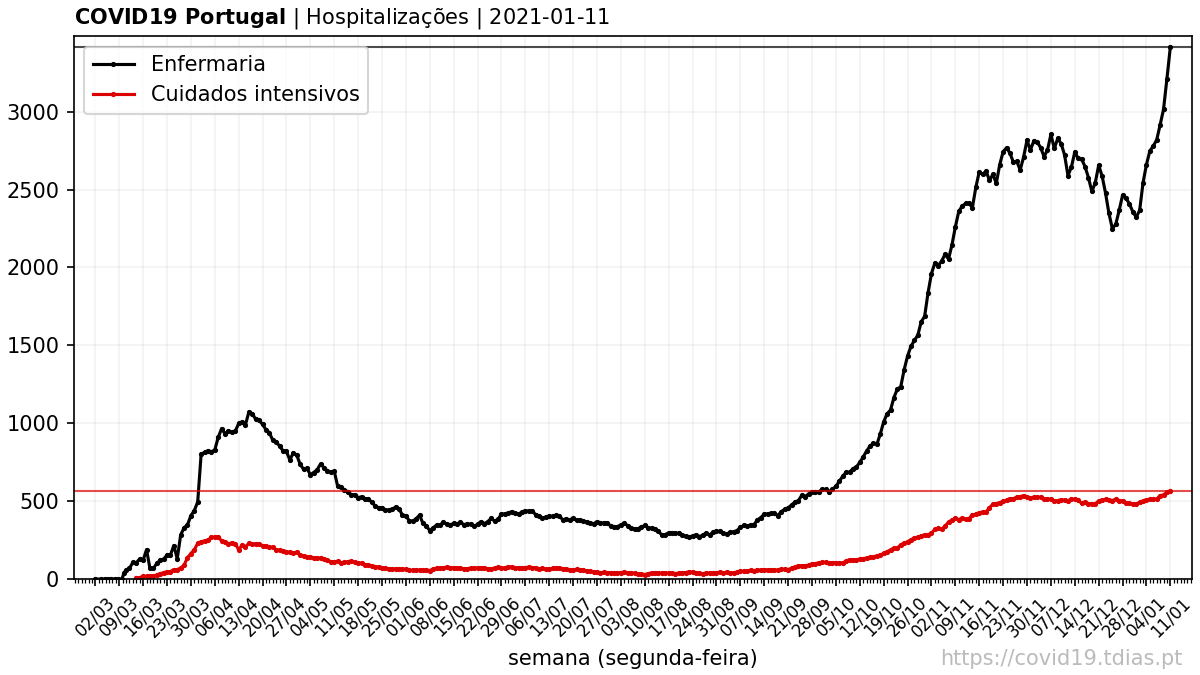 COVID19 Portugal | Hospitalizações | 2021-01-11
Enfermaria
Cuidados intensivos
3000
2500
2000
1500
1000
500
0
02/03 09/03 16/03 23/03 30/03 06/04 13/04 20/04 27/04 04/05 11/05 18/05 25/05 01/06 08/06 15/06 22/06 29/06 06/07 13/07 20/07 27/07 03/08 10/08 17/08 24/08 31/08 07/09 14/09 21/09 28/09 05/10 12/10 19/10 26/10 02/11 09/11 16/11 23/11 30/11 07/12 14/12 21/12 28/12 04/01 11/01
semana (segunda-feira)
https://covid19.tdias.pt